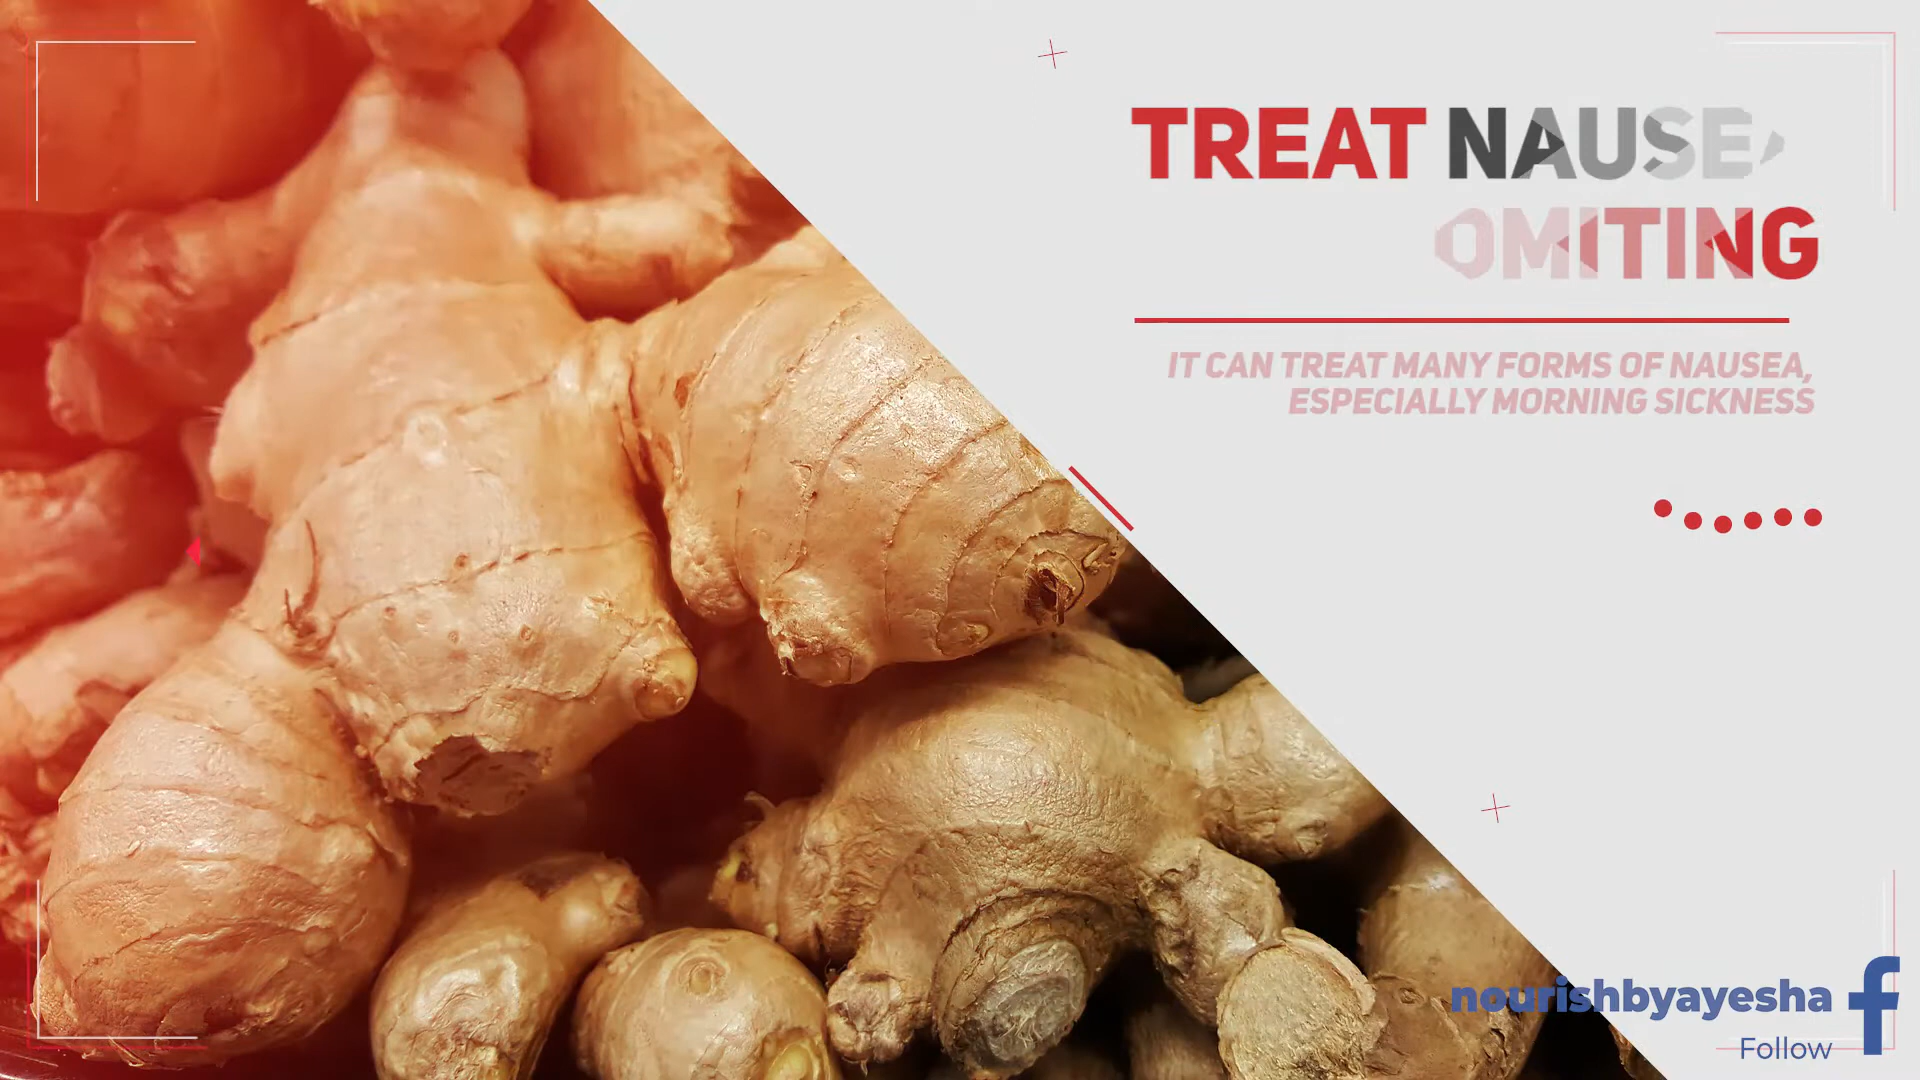 TREAT NAUSE
OMITING
IT CAN TREAT MANY FORMS OF NAUSEA,
ESPECIALLY MORNING SICKNESS
nourishbyayesha
Follow